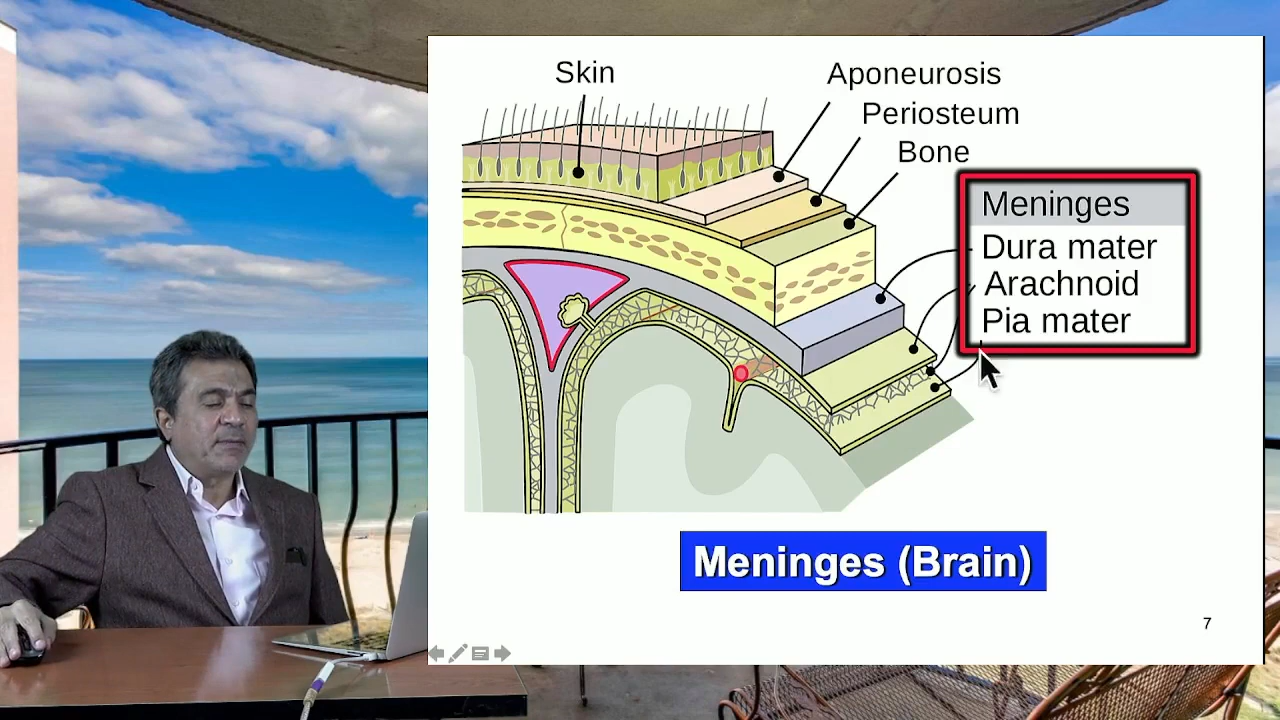 Skin
Aponeurosis
Periosteum
Bone
Meninges
Dura mater
Arachnoid
Pia mater
Meninges (Brain)
7